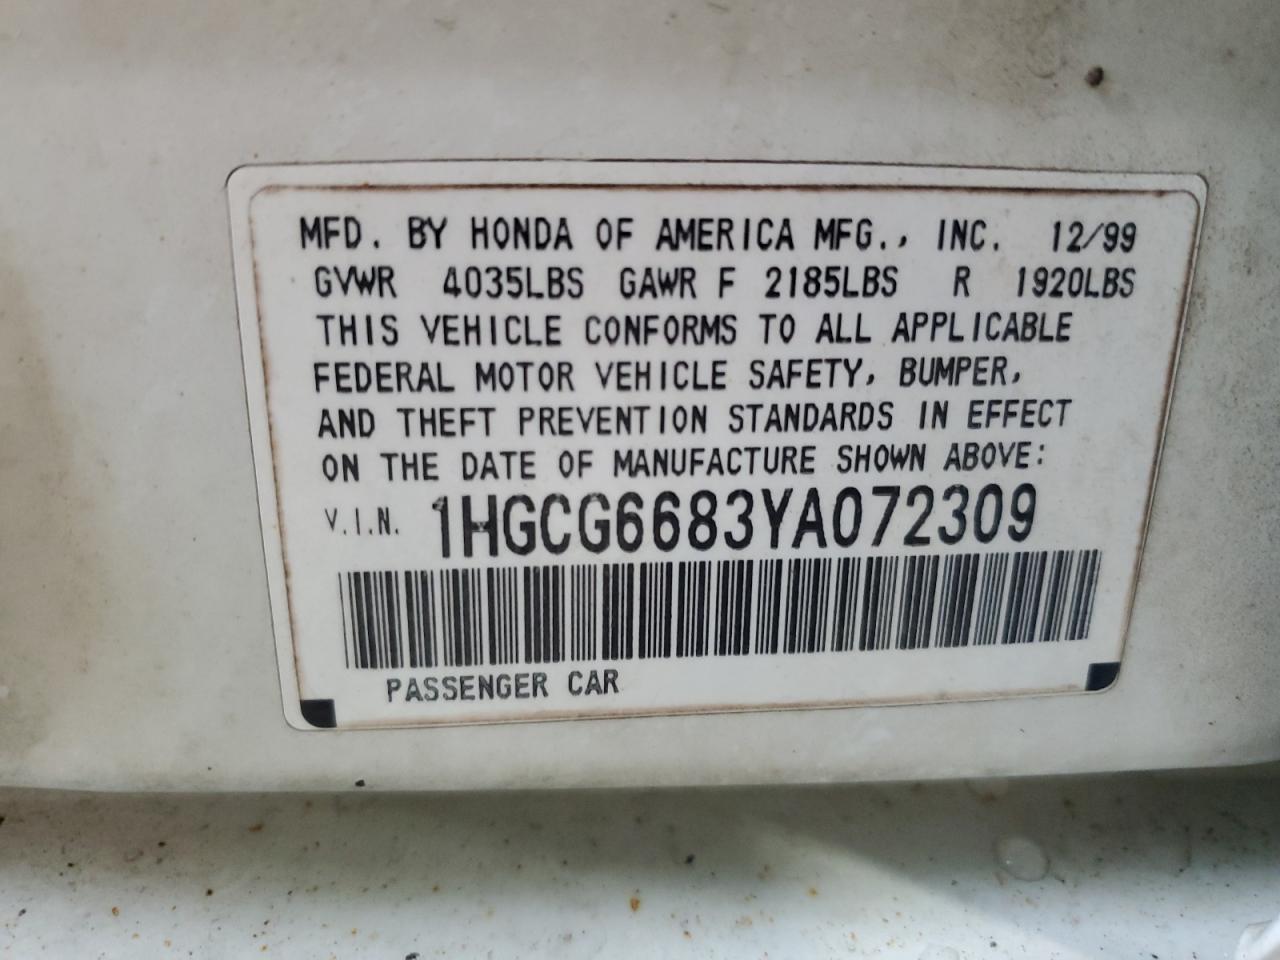 MFD. BY HONDA OF AMERICA MFG., INC. 12/99
GVWR 4035LBS GAWR F 2185LBS R 1920LBS
THIS VEHICLE CONFORMS TO ALL APPLICABLE
FEDERAL MOTOR VEHICLE SAFETY, BUMPER,
AND THEFT PREVENTION STANDARDS IN EFFECT
ON THE DATE OF MANUFACTURE SHOWN ABOVE:
V.I.N. 1HGCG6683YA072309
PASSENGER CAR